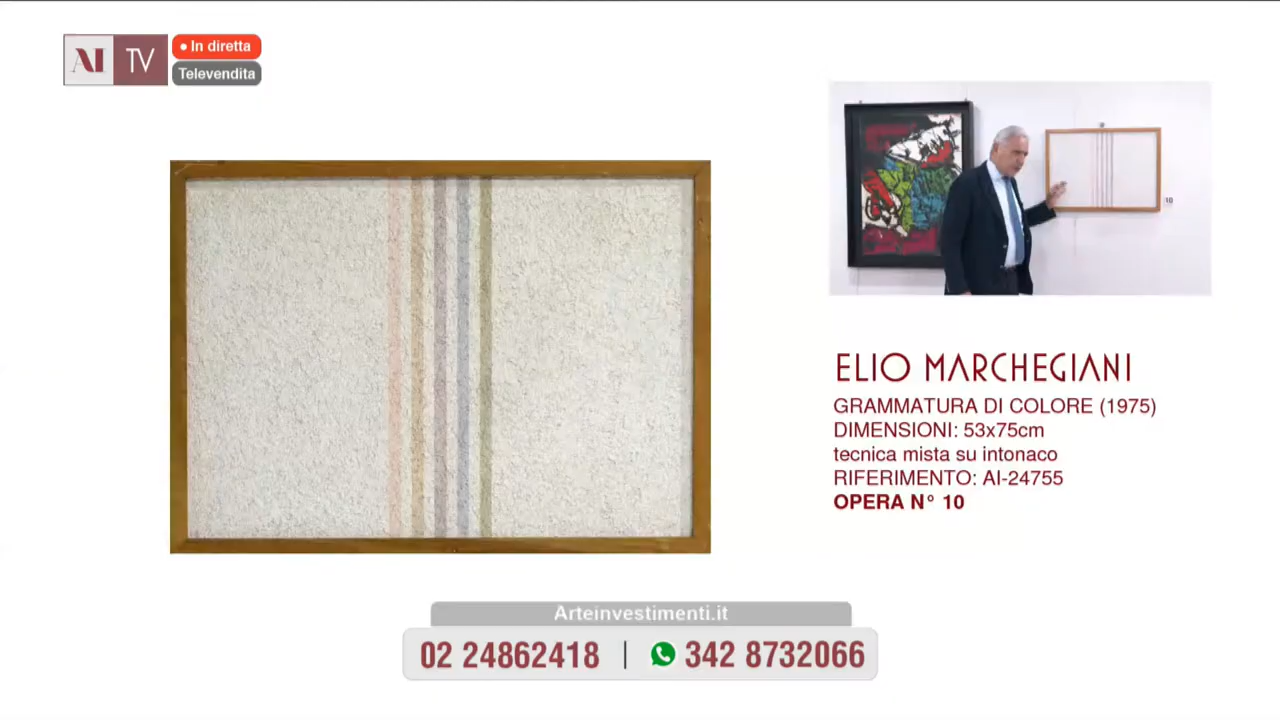 AI TV
In diretta
Televendita
10
ELIO MARCHEGIANI
GRAMMATURA DI COLORE (1975)
DIMENSIONI: 53x75cm
tecnica mista su intonaco
RIFERIMENTO: AI-24755
OPERA N° 10
Arteinvestimenti.it
02 24862418 | 342 8732066